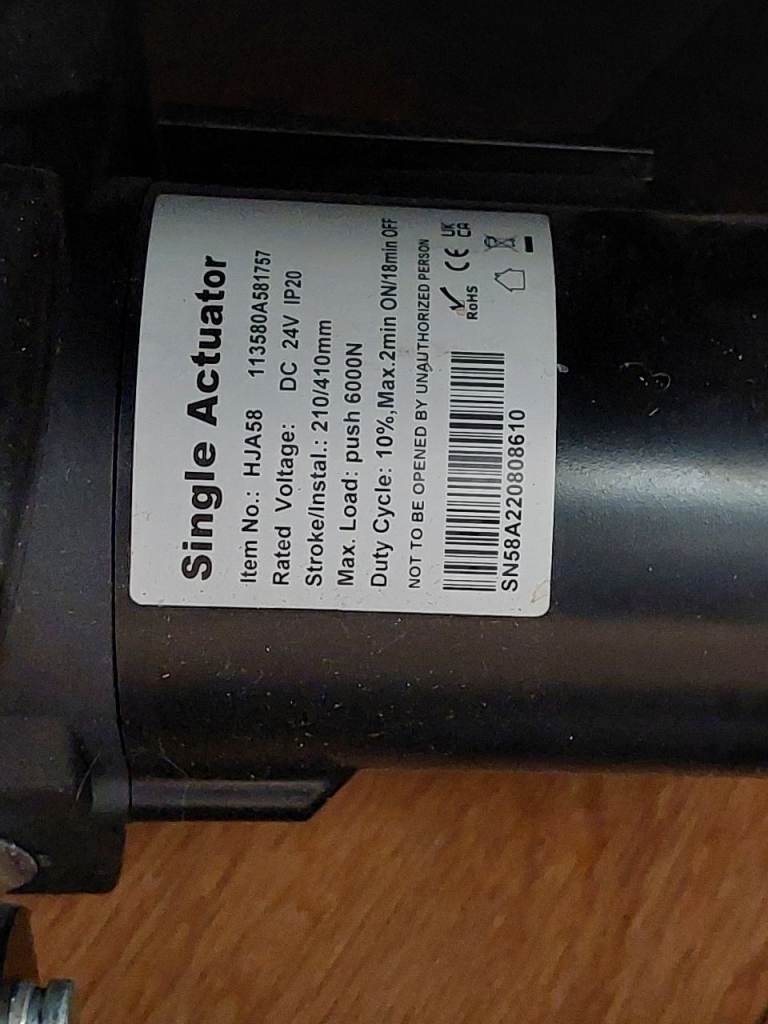 Single Actuator
Item No.: HJA58 113580A581757
Rated Voltage: DC 24V IP20
Stroke/Instal.: 210/410mm
Max. Load: push 6000N
Duty Cycle: 10%,Max.2min ON/18min OFF
NOT TO BE OPENED BY UNAUTHORIZED PERSON
SN58A220808610
RoHS
CE
UK
CA